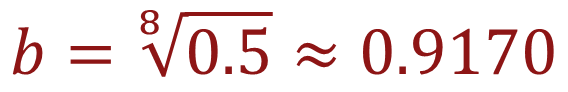 b = ⁸√0.5 ≈ 0.9170